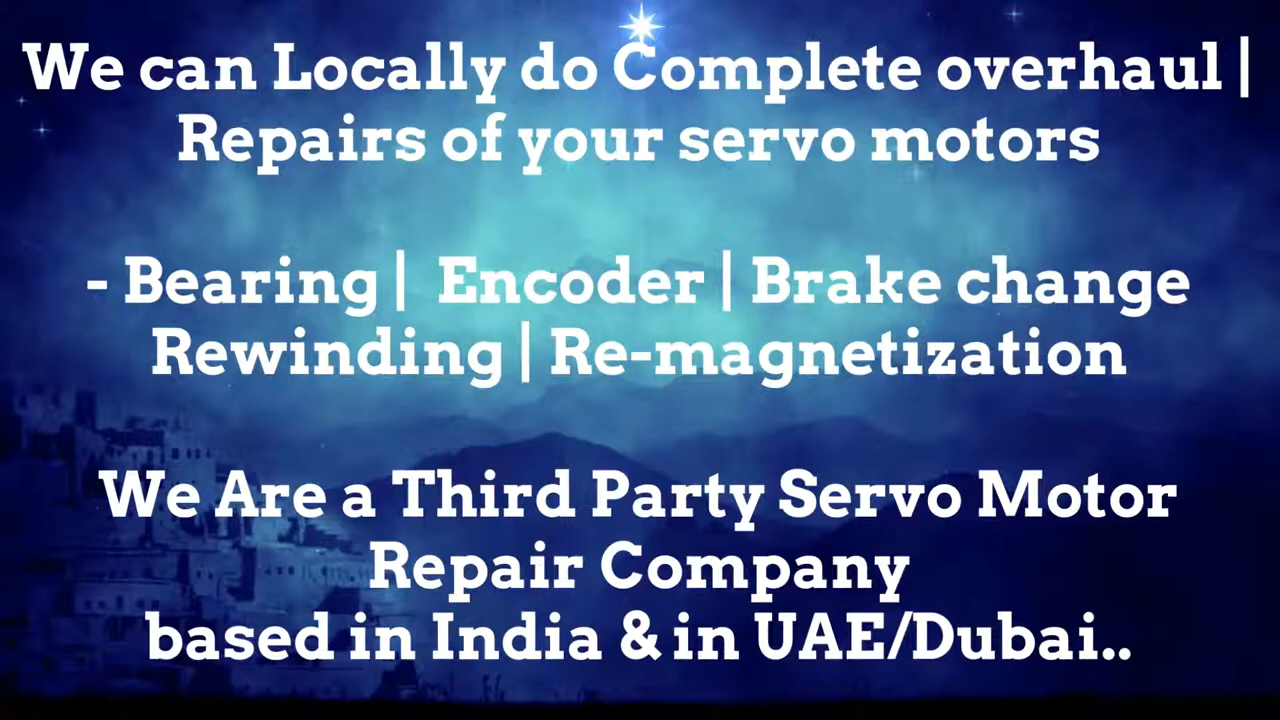 We can Locally do Complete overhaul |
Repairs of your servo motors
- Bearing | Encoder | Brake change
Rewinding | Re-magnetization
We Are a Third Party Servo Motor
Repair Company
based in India & in UAE/Dubai..